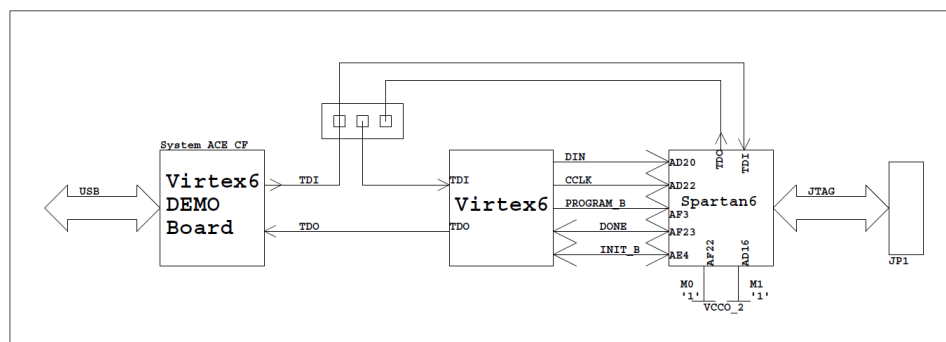 System ACE CF
Virtex6
DEMO
Board
USB
TDI
TDO
TDI
TDO
Virtex6
DIN
CCLK
PROGRAM_B
DONE
INIT_B
TDO
TDI
AD20
AD22
Spartan6
AF3
AF23
AE4
AF22
AD16
M0
'1'
M1
'1'
VCCO_2
JTAG
JP1